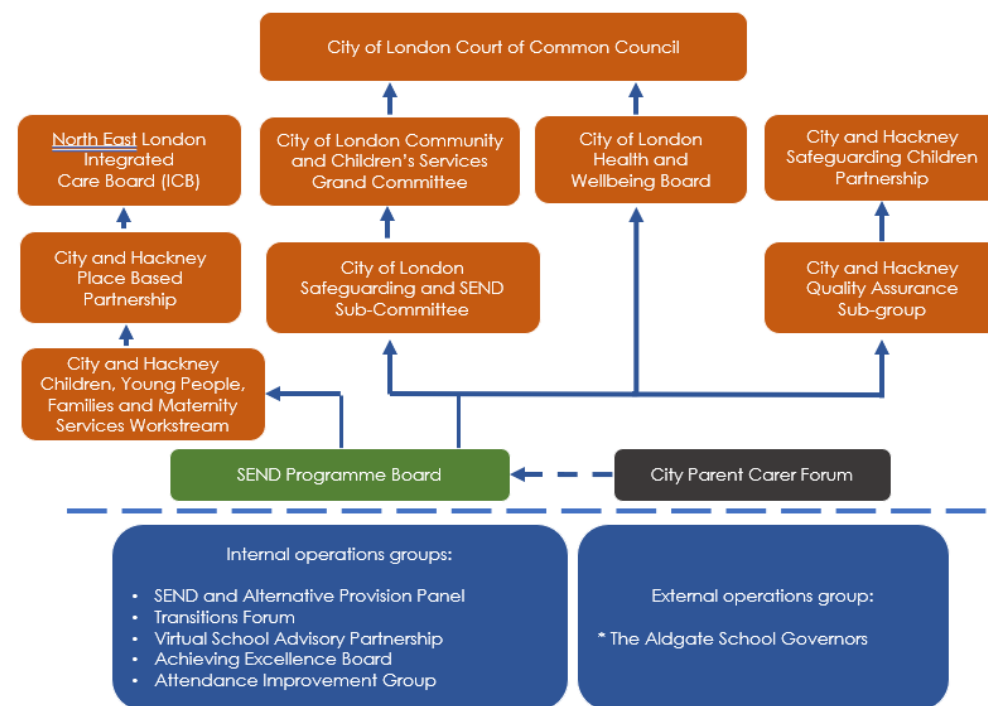 City of London Court of Common Council
North East London
Integrated
Care Board (ICB)
City of London Community
and Children’s Services
Grand Committee
City of London
Health and
Wellbeing Board
City and Hackney
Safeguarding Children
Partnership
City and Hackney
Place Based
Partnership
City of London
Safeguarding and SEND
Sub-Committee
City and Hackney
Quality Assurance
Sub-group
City and Hackney
Children, Young People,
Families and Maternity
Services Workstream
SEND Programme Board
City Parent Carer Forum
Internal operations groups:
• SEND and Alternative Provision Panel
• Transitions Forum
• Virtual School Advisory Partnership
• Achieving Excellence Board
• Attendance Improvement Group
External operations group:
* The Aldgate School Governors